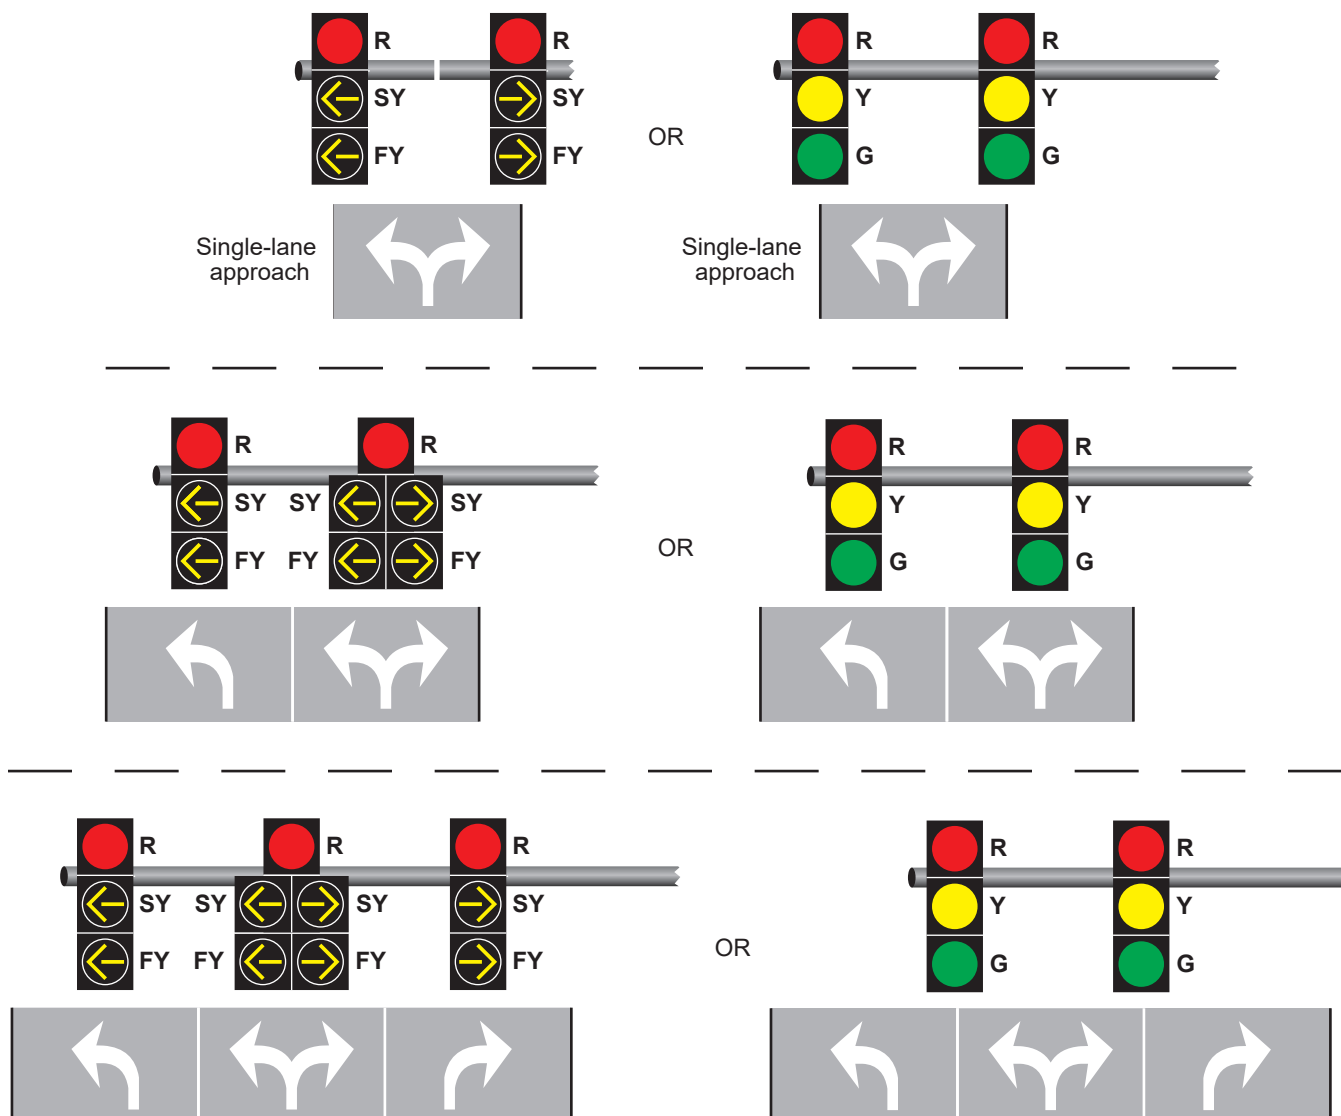 R R R R
SY SY Y Y
OR
FY FY G G
Single-lane
approach
Single-lane
approach
R R R R
SY SY SY Y Y
OR
FY FY FY G G
R R R R R
SY SY SY SY Y Y
OR
FY FY FY FY G G